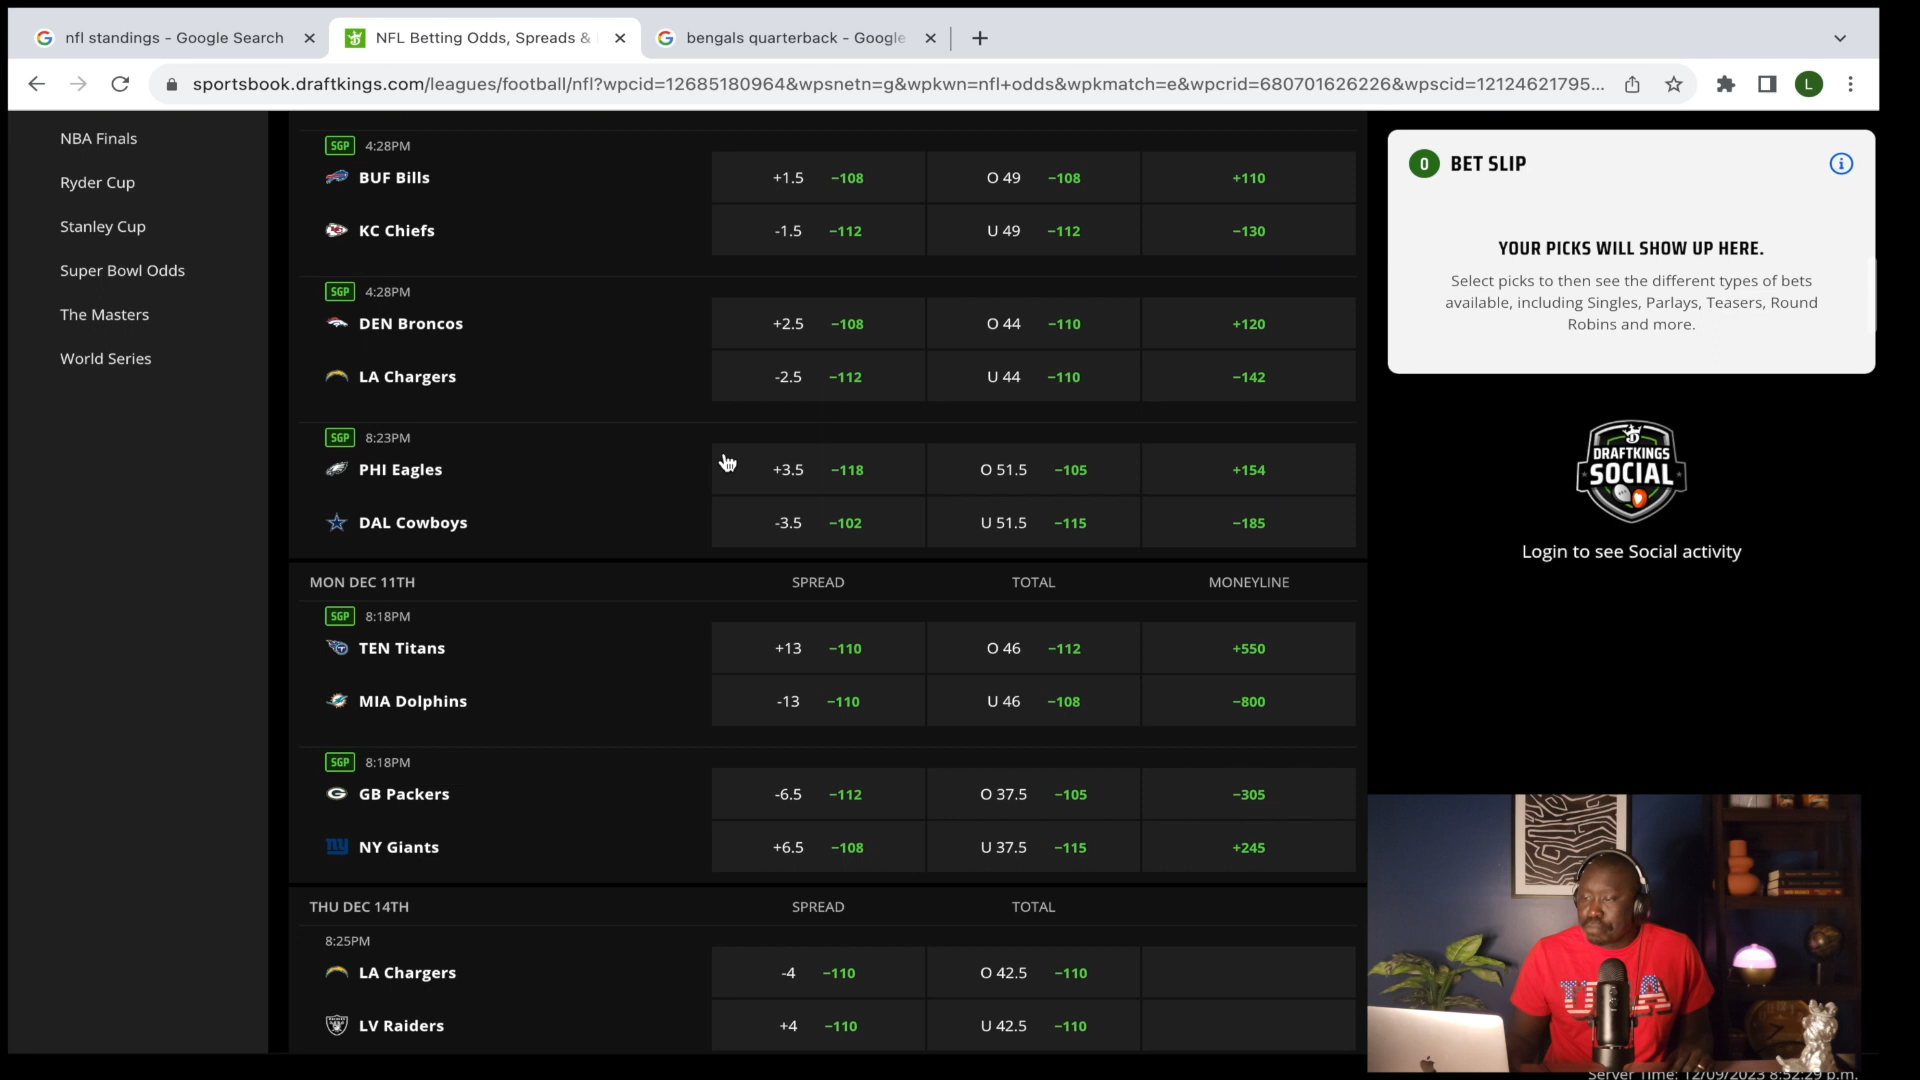 nfl standings - Google Search
NFL Betting Odds, Spreads &
bengals quarterback - Google
sportsbook.draftkings.com/leagues/football/nfl?wpcid=12685180964&wpsnetn=g&wpkwn=nfl+odds&wpkmatch=e&wpcrid=680701626226&wpscid=12124621795...
L
NBA Finals
Ryder Cup
Stanley Cup
Super Bowl Odds
The Masters
World Series
SGP 4:28PM
BUF Bills +1.5 −108 O 49 −108 +110
KC Chiefs -1.5 −112 U 49 −112 −130
SGP 4:28PM
DEN Broncos +2.5 −108 O 44 −110 +120
LA Chargers -2.5 −112 U 44 −110 −142
SGP 8:23PM
PHI Eagles +3.5 −118 O 51.5 −105 +154
DAL Cowboys -3.5 −102 U 51.5 −115 −185
MON DEC 11TH SPREAD TOTAL MONEYLINE
SGP 8:18PM
TEN Titans +13 −110 O 46 −112 +550
MIA Dolphins -13 −110 U 46 −108 −800
SGP 8:18PM
GB Packers -6.5 −112 O 37.5 −105 −305
ny NY Giants +6.5 −108 U 37.5 −115 +245
THU DEC 14TH SPREAD TOTAL
8:25PM
LA Chargers -4 −110 O 42.5 −110
LV Raiders +4 −110 U 42.5 −110
0 BET SLIP
YOUR PICKS WILL SHOW UP HERE.
Select picks to then see the different types of bets
available, including Singles, Parlays, Teasers, Round
Robins and more.
DRAFTKINGS
SOCIAL
Login to see Social activity
USA
Server Time: 12/09/2023 8:52:29 p.m.